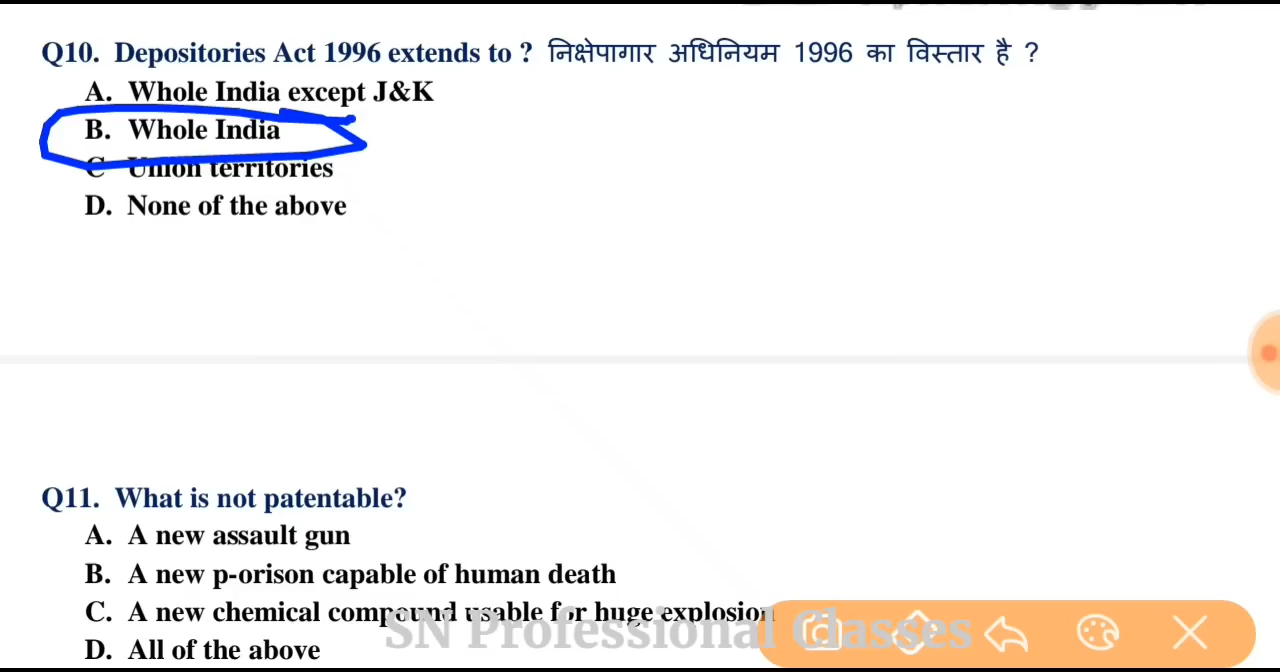 Q10. Depositories Act 1996 extends to ? निक्षेपागार अधिनियम 1996 का विस्तार है ?
A. Whole India except J&K
B. Whole India
C Union territories
D. None of the above
Q11. What is not patentable?
A. A new assault gun
B. A new p-orison capable of human death
C. A new chemical compound usable for huge explosion
D. All of the above
SN Professional Classes